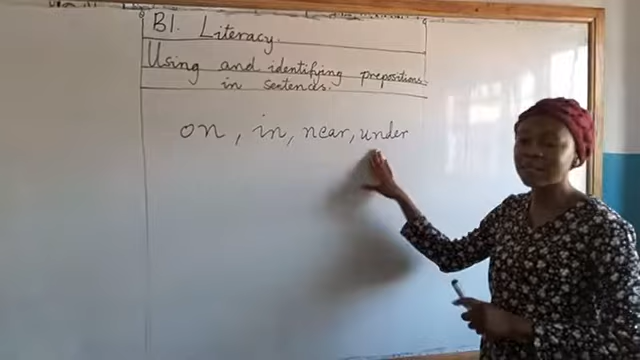 B1. Literacy.
Using and identifying prepositions
in sentences.
on, in, near, under